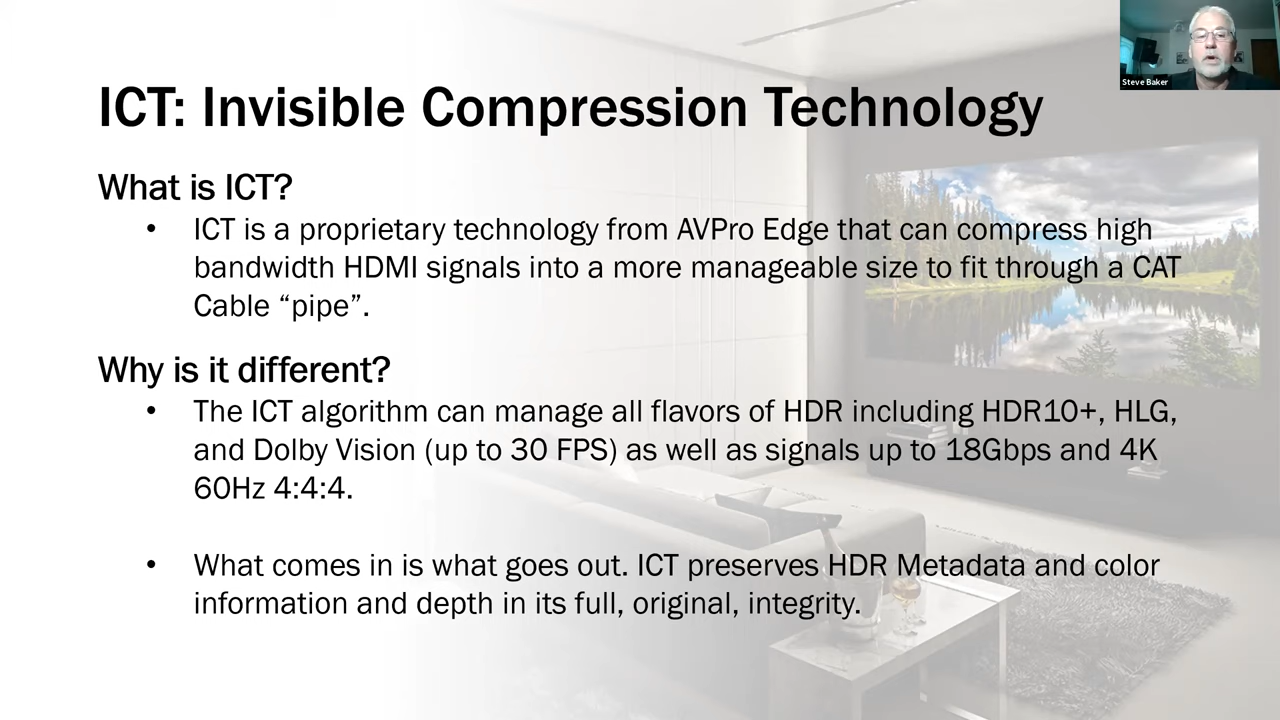 Steve Baker
ICT: Invisible Compression Technology
What is ICT?
• ICT is a proprietary technology from AVPro Edge that can compress high
bandwidth HDMI signals into a more manageable size to fit through a CAT
Cable “pipe”.
Why is it different?
• The ICT algorithm can manage all flavors of HDR including HDR10+, HLG,
and Dolby Vision (up to 30 FPS) as well as signals up to 18Gbps and 4K
60Hz 4:4:4.
• What comes in is what goes out. ICT preserves HDR Metadata and color
information and depth in its full, original, integrity.